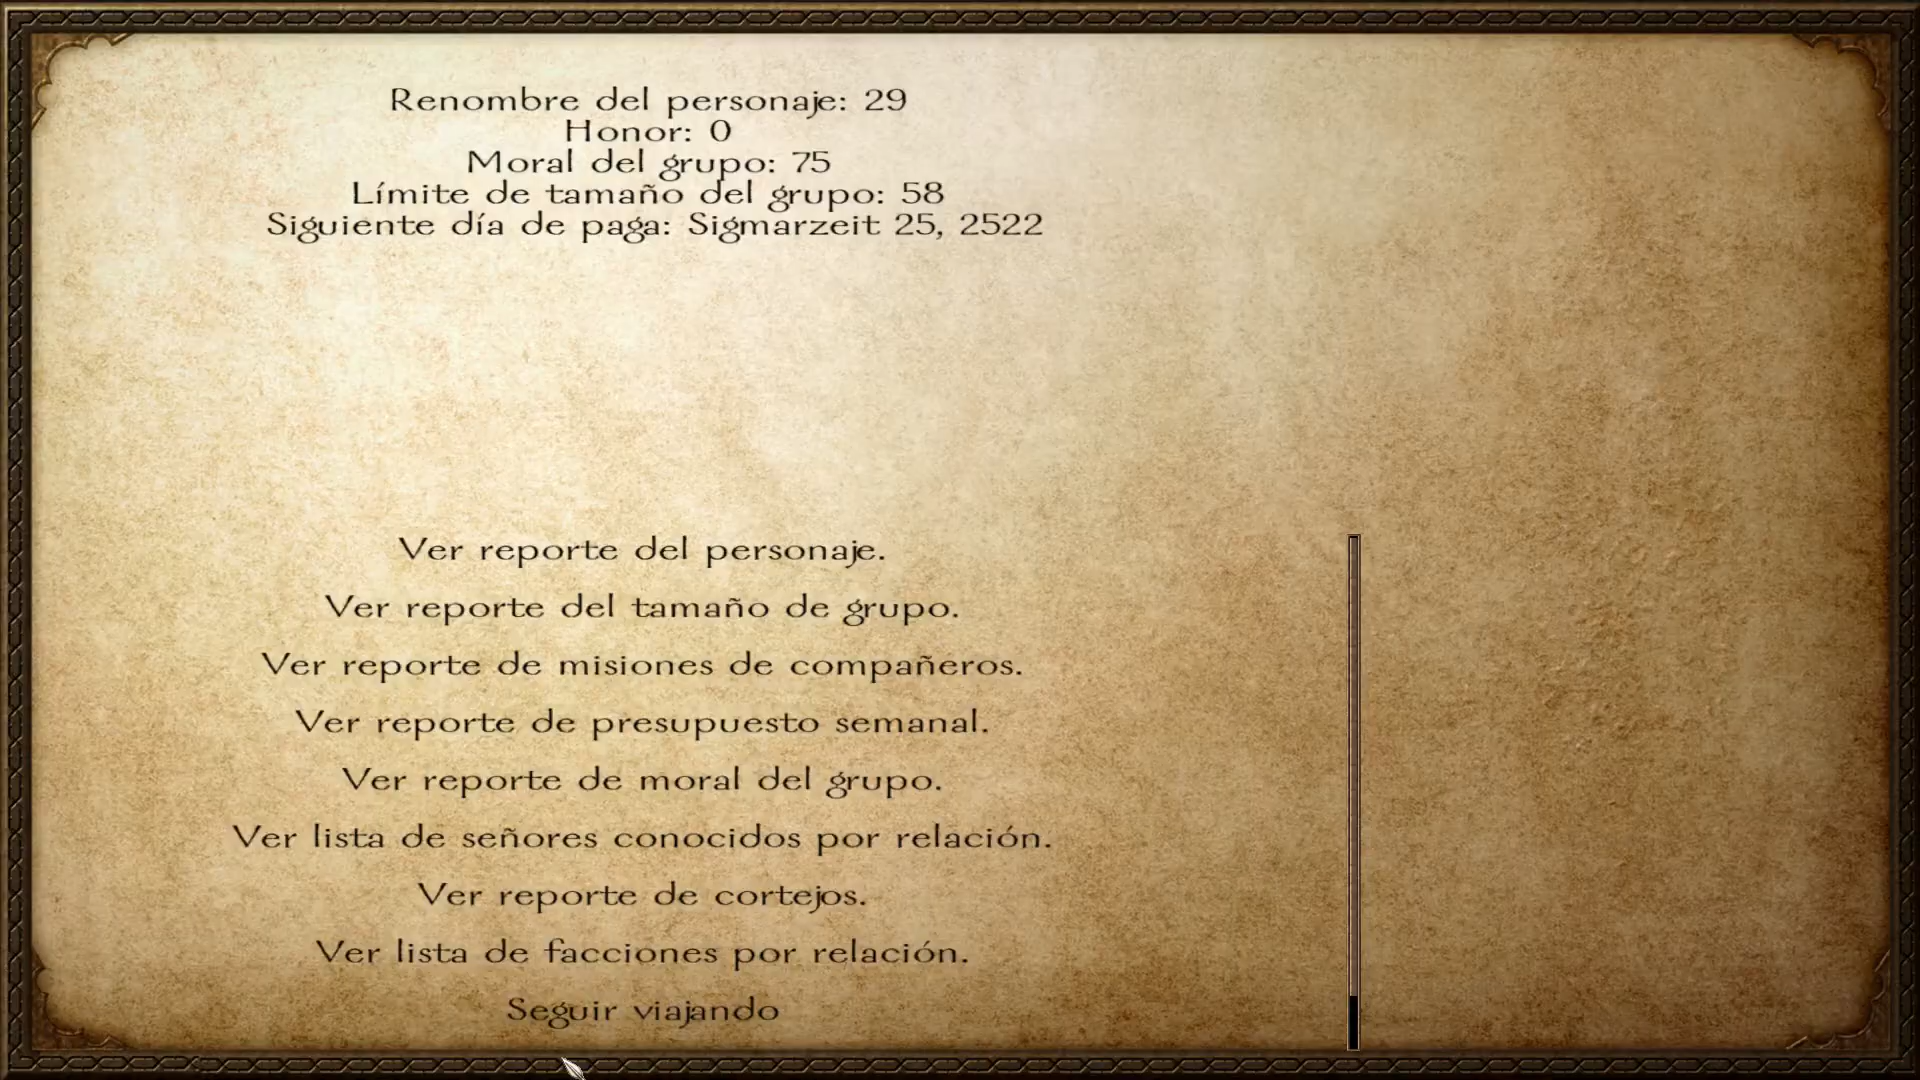 Renombre del personaje: 29
Honor: 0
Moral del grupo: 75
Límite de tamaño del grupo: 58
Siguiente día de paga: Sigmarzeit 25, 2522
Ver reporte del personaje.
Ver reporte del tamaño de grupo.
Ver reporte de misiones de compañeros.
Ver reporte de presupuesto semanal.
Ver reporte de moral del grupo.
Ver lista de señores conocidos por relación.
Ver reporte de cortejos.
Ver lista de facciones por relación.
Seguir viajando